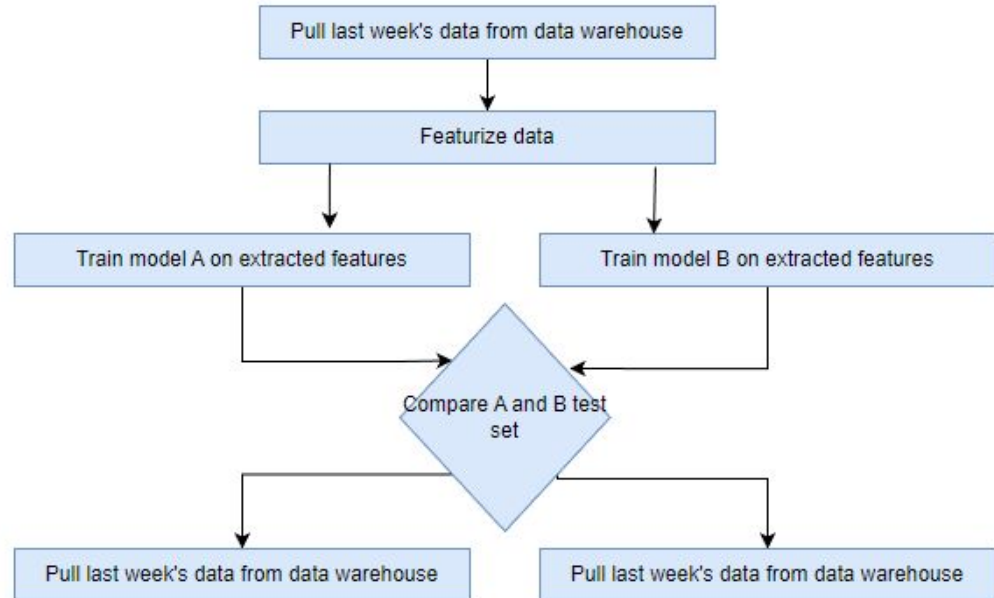 Pull last week's data from data warehouse
Featurize data
Train model A on extracted features
Train model B on extracted features
Compare A and B test
set
Pull last week's data from data warehouse
Pull last week's data from data warehouse